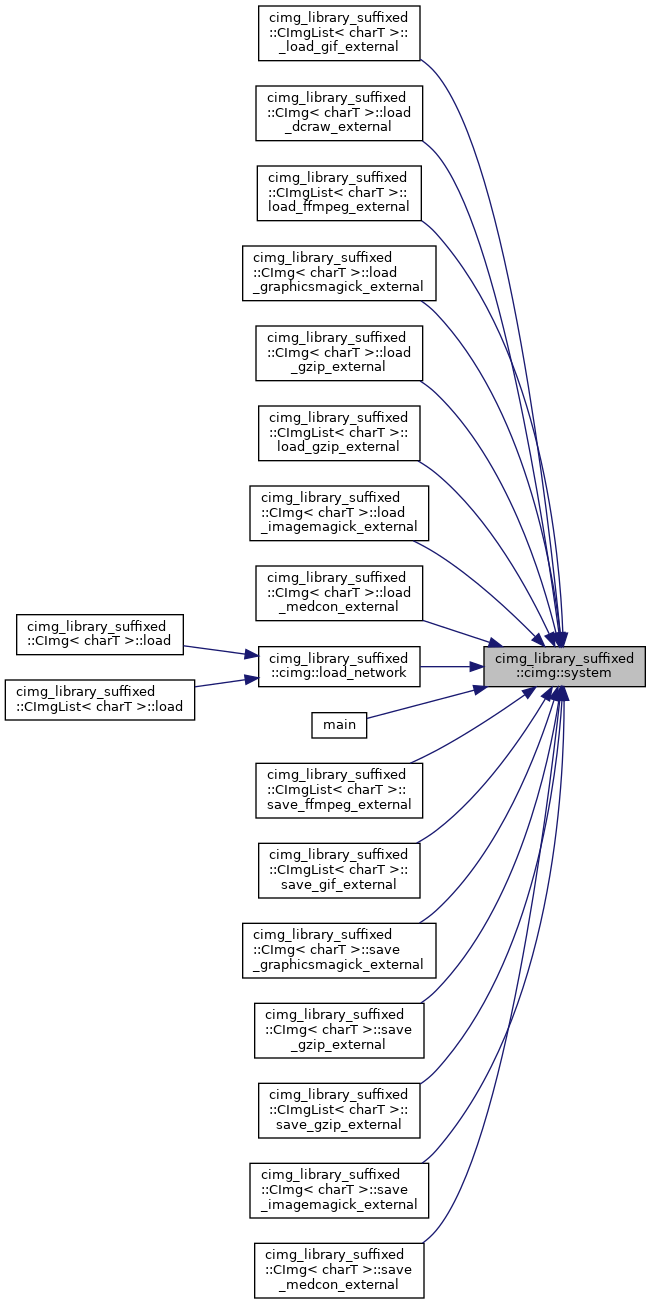 cimg_library_suffixed
::CImgList< charT >::
_load_gif_external
cimg_library_suffixed
::CImg< charT >::load
_dcraw_external
cimg_library_suffixed
::CImgList< charT >::
load_ffmpeg_external
cimg_library_suffixed
::CImg< charT >::load
_graphicsmagick_external
cimg_library_suffixed
::CImg< charT >::load
_gzip_external
cimg_library_suffixed
::CImgList< charT >::
load_gzip_external
cimg_library_suffixed
::CImg< charT >::load
_imagemagick_external
cimg_library_suffixed
::CImg< charT >::load
_medcon_external
cimg_library_suffixed
::CImg< charT >::load
cimg_library_suffixed
::CImgList< charT >::load
cimg_library_suffixed
::cimg::load_network
cimg_library_suffixed
::cimg::system
main
cimg_library_suffixed
::CImgList< charT >::
save_ffmpeg_external
cimg_library_suffixed
::CImgList< charT >::
save_gif_external
cimg_library_suffixed
::CImg< charT >::save
_graphicsmagick_external
cimg_library_suffixed
::CImg< charT >::save
_gzip_external
cimg_library_suffixed
::CImgList< charT >::
save_gzip_external
cimg_library_suffixed
::CImg< charT >::save
_imagemagick_external
cimg_library_suffixed
::CImg< charT >::save
_medcon_external